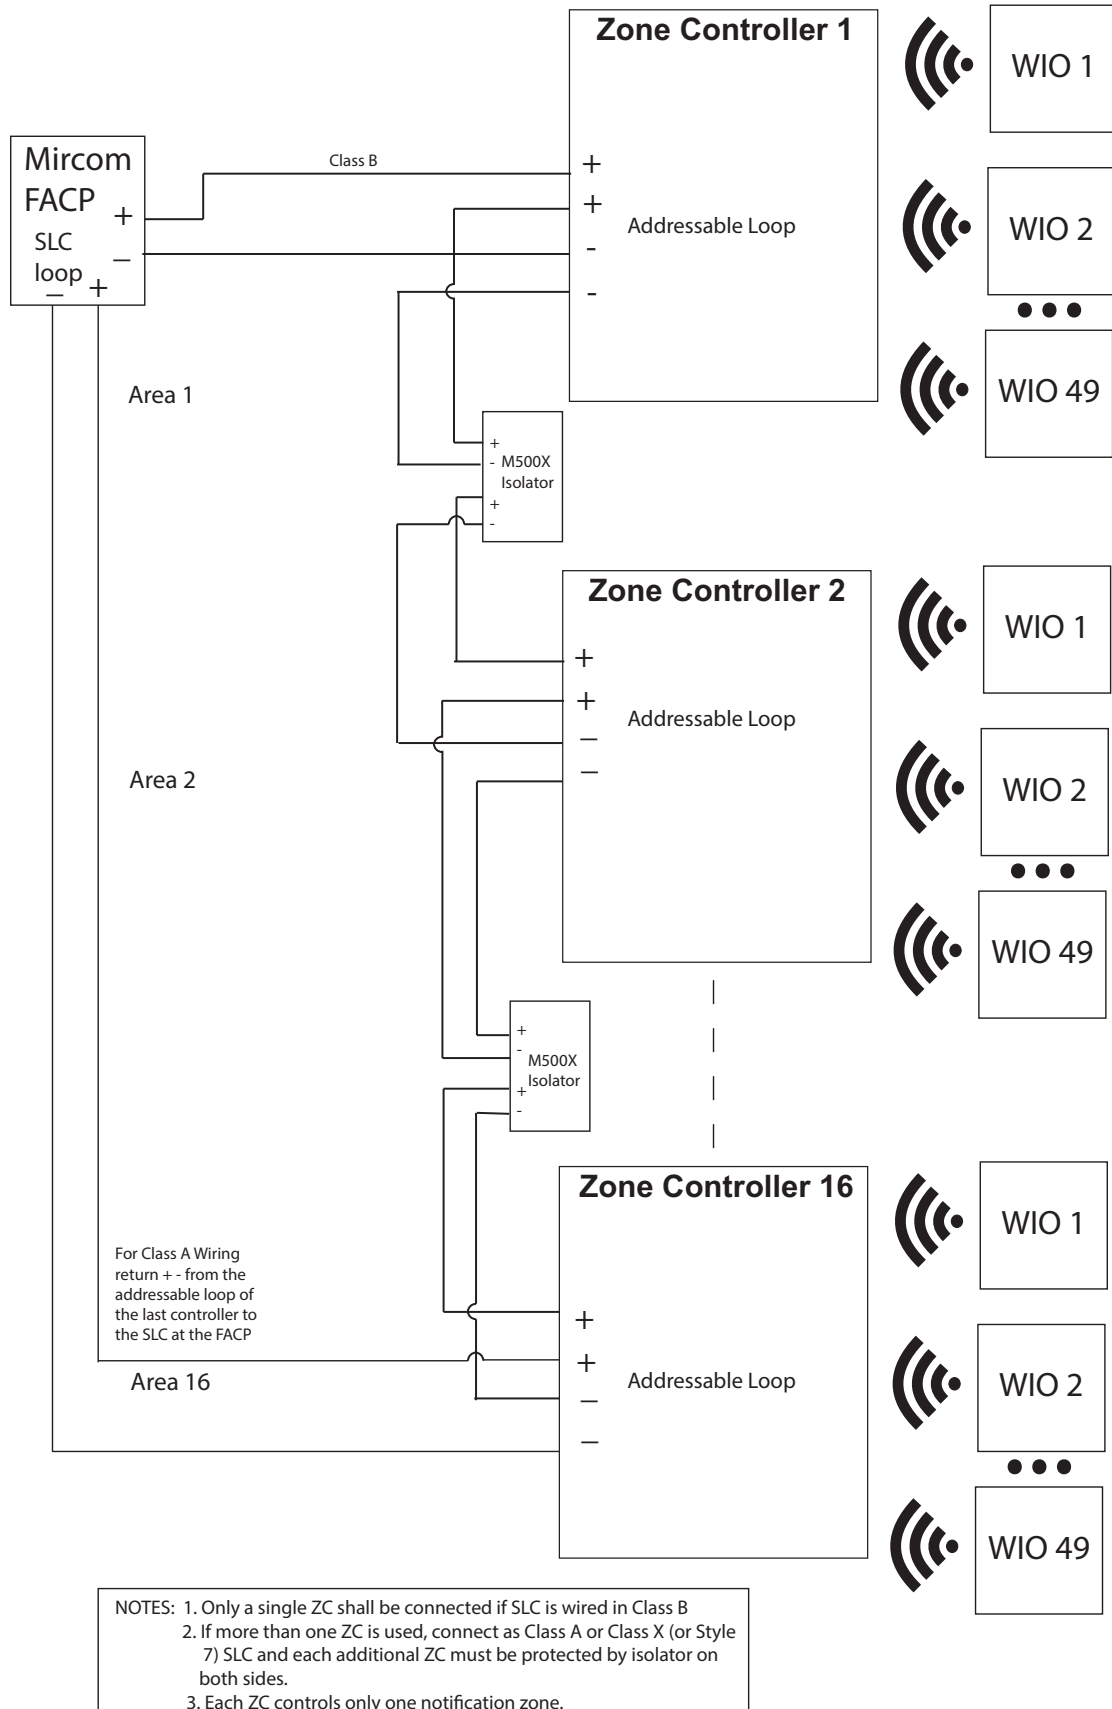 Zone Controller 1
WIO 1
Mircom
FACP
+
SLC
loop
–
– +
Class B
+
+
-
-
Addressable Loop
WIO 2
•••
WIO 49
Area 1
+
- M500X
Isolator
+
-
Zone Controller 2
WIO 1
+
+
–
–
Addressable Loop
WIO 2
•••
WIO 49
Area 2
+
-
M500X
Isolator
+
-
Zone Controller 16
WIO 1
For Class A Wiring
return + - from the
addressable loop of
the last controller to
the SLC at the FACP
Area 16
+
+
–
–
Addressable Loop
WIO 2
•••
WIO 49
NOTES: 1. Only a single ZC shall be connected if SLC is wired in Class B
2. If more than one ZC is used, connect as Class A or Class X (or Style
7) SLC and each additional ZC must be protected by isolator on
both sides.
3. Each ZC controls only one notification zone.